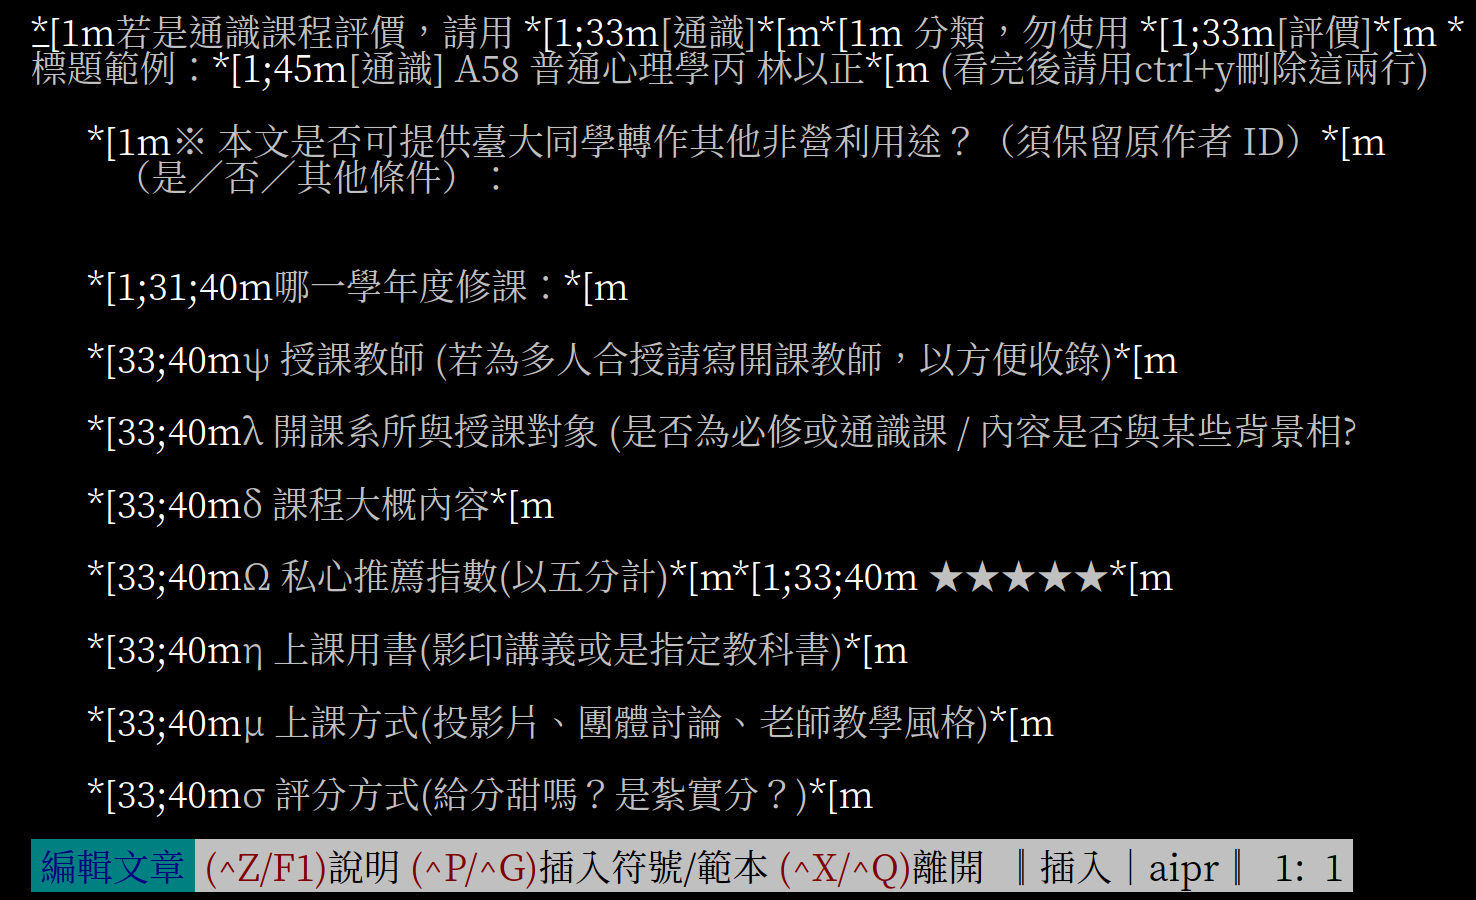 *[1m若是通識課程評價，請用 *[1;33m[通識]*[m*[1m 分類，勿使用 *[1;33m[評價]*[m *
標題範例：*[1;45m[通識] A58 普通心理學丙 林以正*[m (看完後請用ctrl+y刪除這兩行)
*[1m※ 本文是否可提供臺大同學轉作其他非營利用途？（須保留原作者 ID）*[m
（是／否／其他條件）：
*[1;31;40m哪一學年度修課：*[m
*[33;40mψ 授課教師 (若為多人合授請寫開課教師，以方便收錄)*[m
*[33;40mλ 開課系所與授課對象 (是否為必修或通識課 / 內容是否與某些背景相?
*[33;40mδ 課程大概內容*[m
*[33;40mΩ 私心推薦指數(以五分計)*[m*[1;33;40m ★★★★★*[m
*[33;40mη 上課用書(影印講義或是指定教科書)*[m
*[33;40mμ 上課方式(投影片、團體討論、老師教學風格)*[m
*[33;40mσ 評分方式(給分甜嗎？是紮實分？)*[m
編輯文章 (^Z/F1)說明 (^P/^G)插入符號/範本 (^X/^Q)離開 ║插入│aipr║ 1: 1